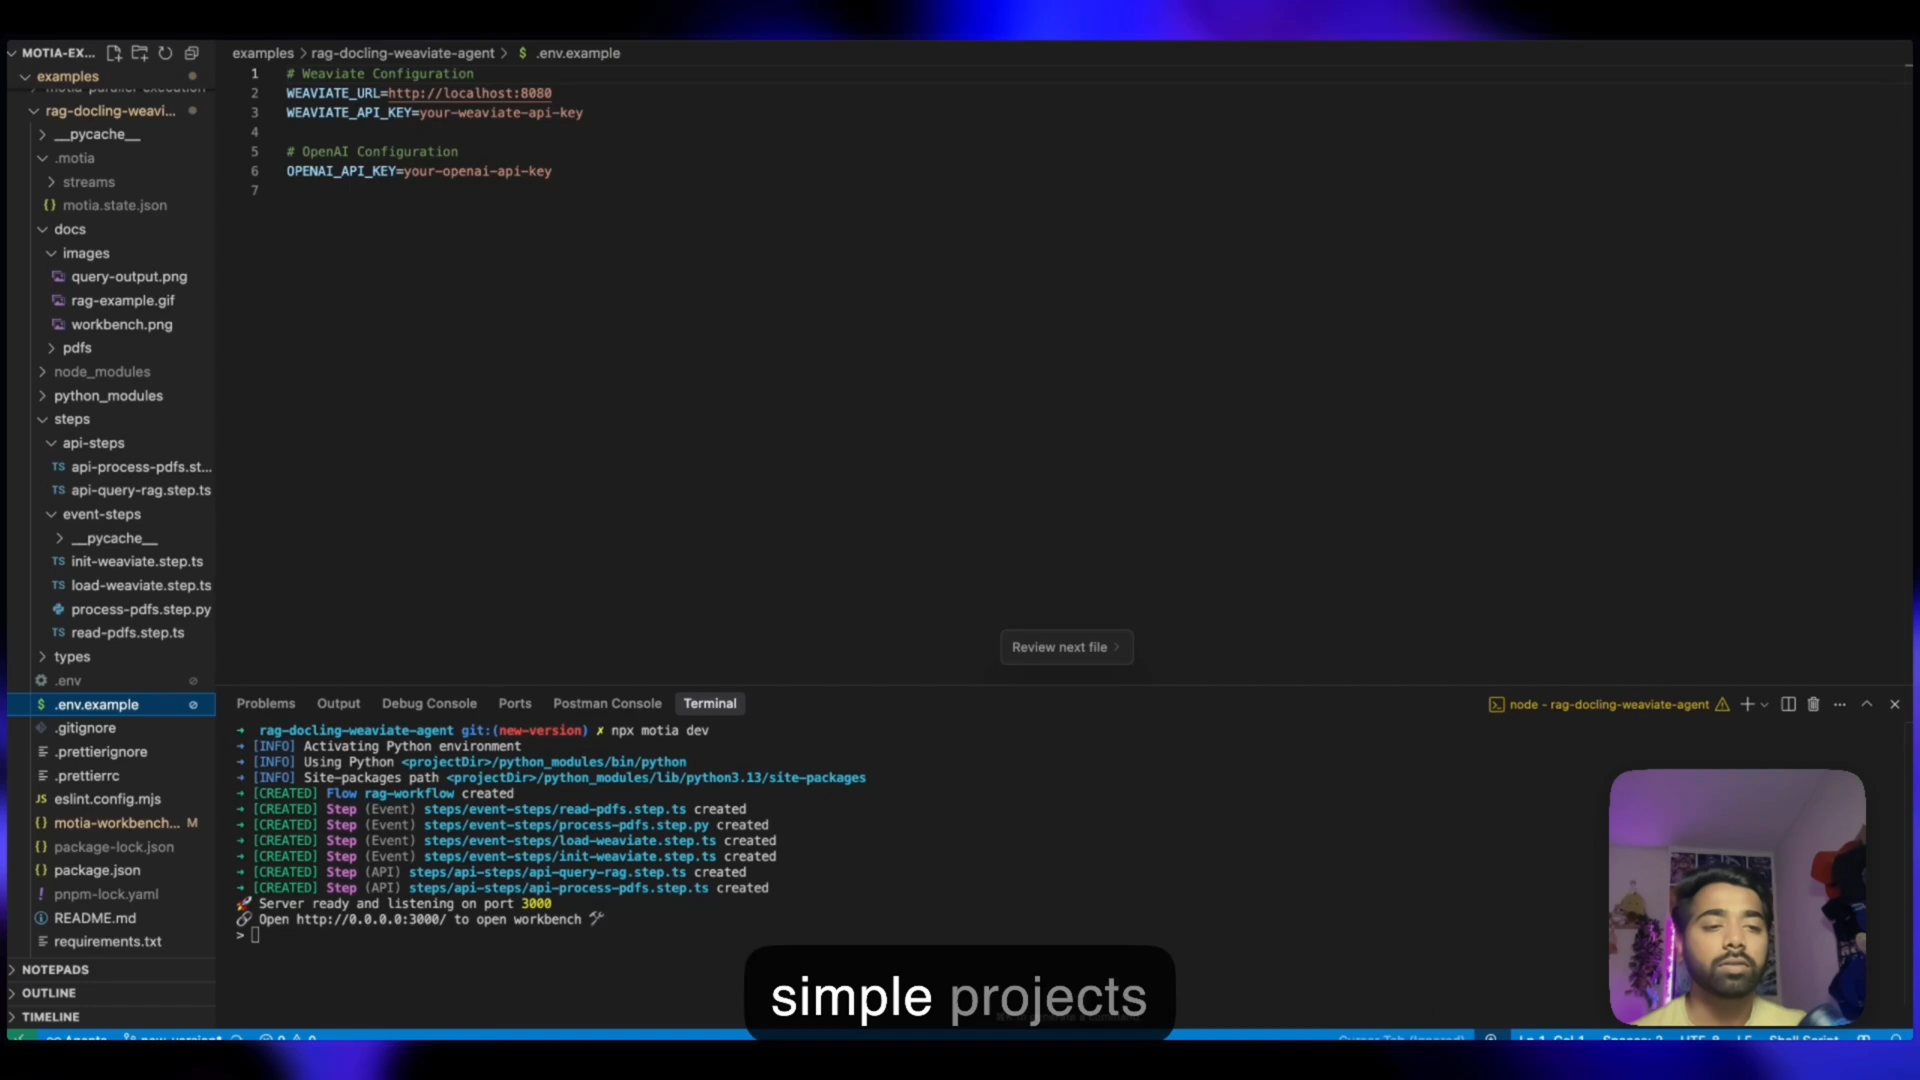 MOTIA-EX...
examples
rag-docling-weavi...
__pycache__
.motia
streams
motia.state.json
docs
images
query-output.png
rag-example.gif
workbench.png
pdfs
node_modules
python_modules
steps
api-steps
TS api-process-pdfs.st...
TS api-query-rag.step.ts
event-steps
__pycache__
TS init-weaviate.step.ts
TS load-weaviate.step.ts
process-pdfs.step.py
TS read-pdfs.step.ts
types
.env
$ .env.example
.gitignore
.prettierignore
.prettierrc
JS eslint.config.mjs
{} motia-workbench... M
{} package-lock.json
{} package.json
! pnpm-lock.yaml
README.md
requirements.txt
NOTEPADS
OUTLINE
TIMELINE
examples > rag-docling-weaviate-agent > $ .env.example
1 # Weaviate Configuration
2 WEAVIATE_URL=http://localhost:8080
3 WEAVIATE_API_KEY=your-weaviate-api-key
4
5 # OpenAI Configuration
6 OPENAI_API_KEY=your-openai-api-key
7
Review next file >
Problems Output Debug Console Ports Postman Console Terminal
node - rag-docling-weaviate-agent
→ rag-docling-weaviate-agent git:(new-version) ✗ npx motia dev
→ [INFO] Activating Python environment
→ [INFO] Using Python <projectDir>/python_modules/bin/python
→ [INFO] Site-packages path <projectDir>/python_modules/lib/python3.13/site-packages
→ [CREATED] Flow rag-workflow created
→ [CREATED] Step (Event) steps/event-steps/read-pdfs.step.ts created
→ [CREATED] Step (Event) steps/event-steps/process-pdfs.step.py created
→ [CREATED] Step (Event) steps/event-steps/load-weaviate.step.ts created
→ [CREATED] Step (Event) steps/event-steps/init-weaviate.step.ts created
→ [CREATED] Step (API) steps/api-steps/api-query-rag.step.ts created
→ [CREATED] Step (API) steps/api-steps/api-process-pdfs.step.ts created
🚀 Server ready and listening on port 3000
🔗 Open http://0.0.0.0:3000/ to open workbench 🛠️
>
simple projects